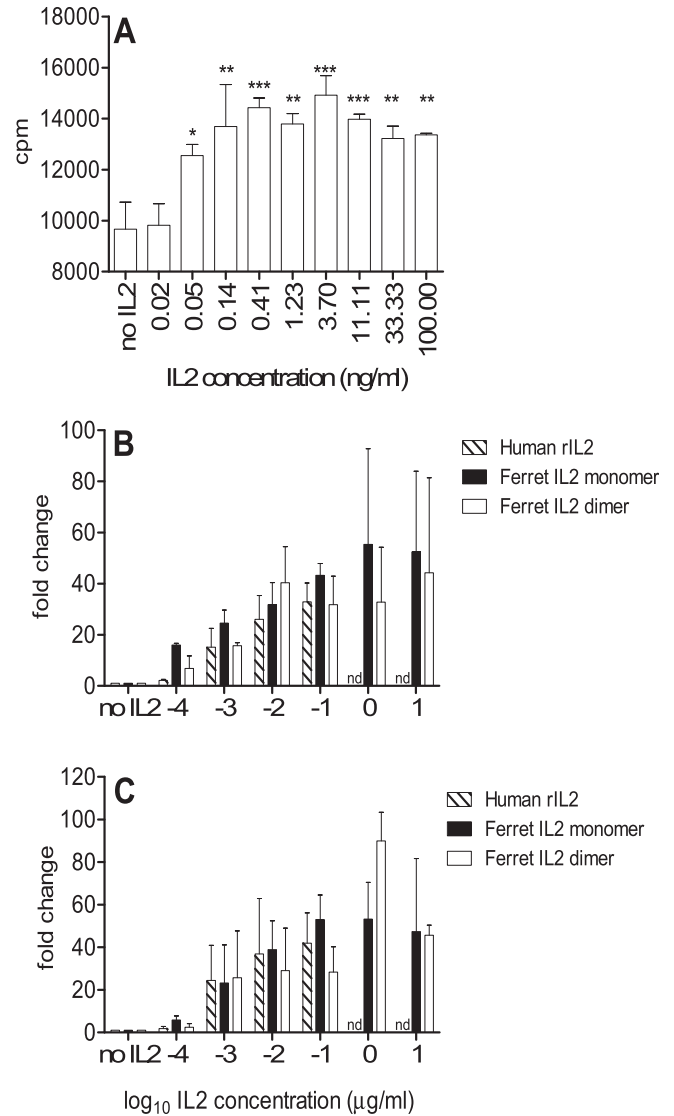 A
18000
16000
14000
12000
10000
8000
cpm
* ** *** ** *** *** ** **
no IL2 0.02 0.05 0.14 0.41 1.23 3.70 11.11 33.33 100.00
IL2 concentration (ng/ml)
B
100
80
60
40
20
0
fold change
nd nd
no IL2 -4 -3 -2 -1 0 1
Human rIL2
Ferret IL2 monomer
Ferret IL2 dimer
C
120
100
80
60
40
20
0
fold change
nd nd
no IL2 -4 -3 -2 -1 0 1
Human rIL2
Ferret IL2 monomer
Ferret IL2 dimer
log10 IL2 concentration (μg/ml)